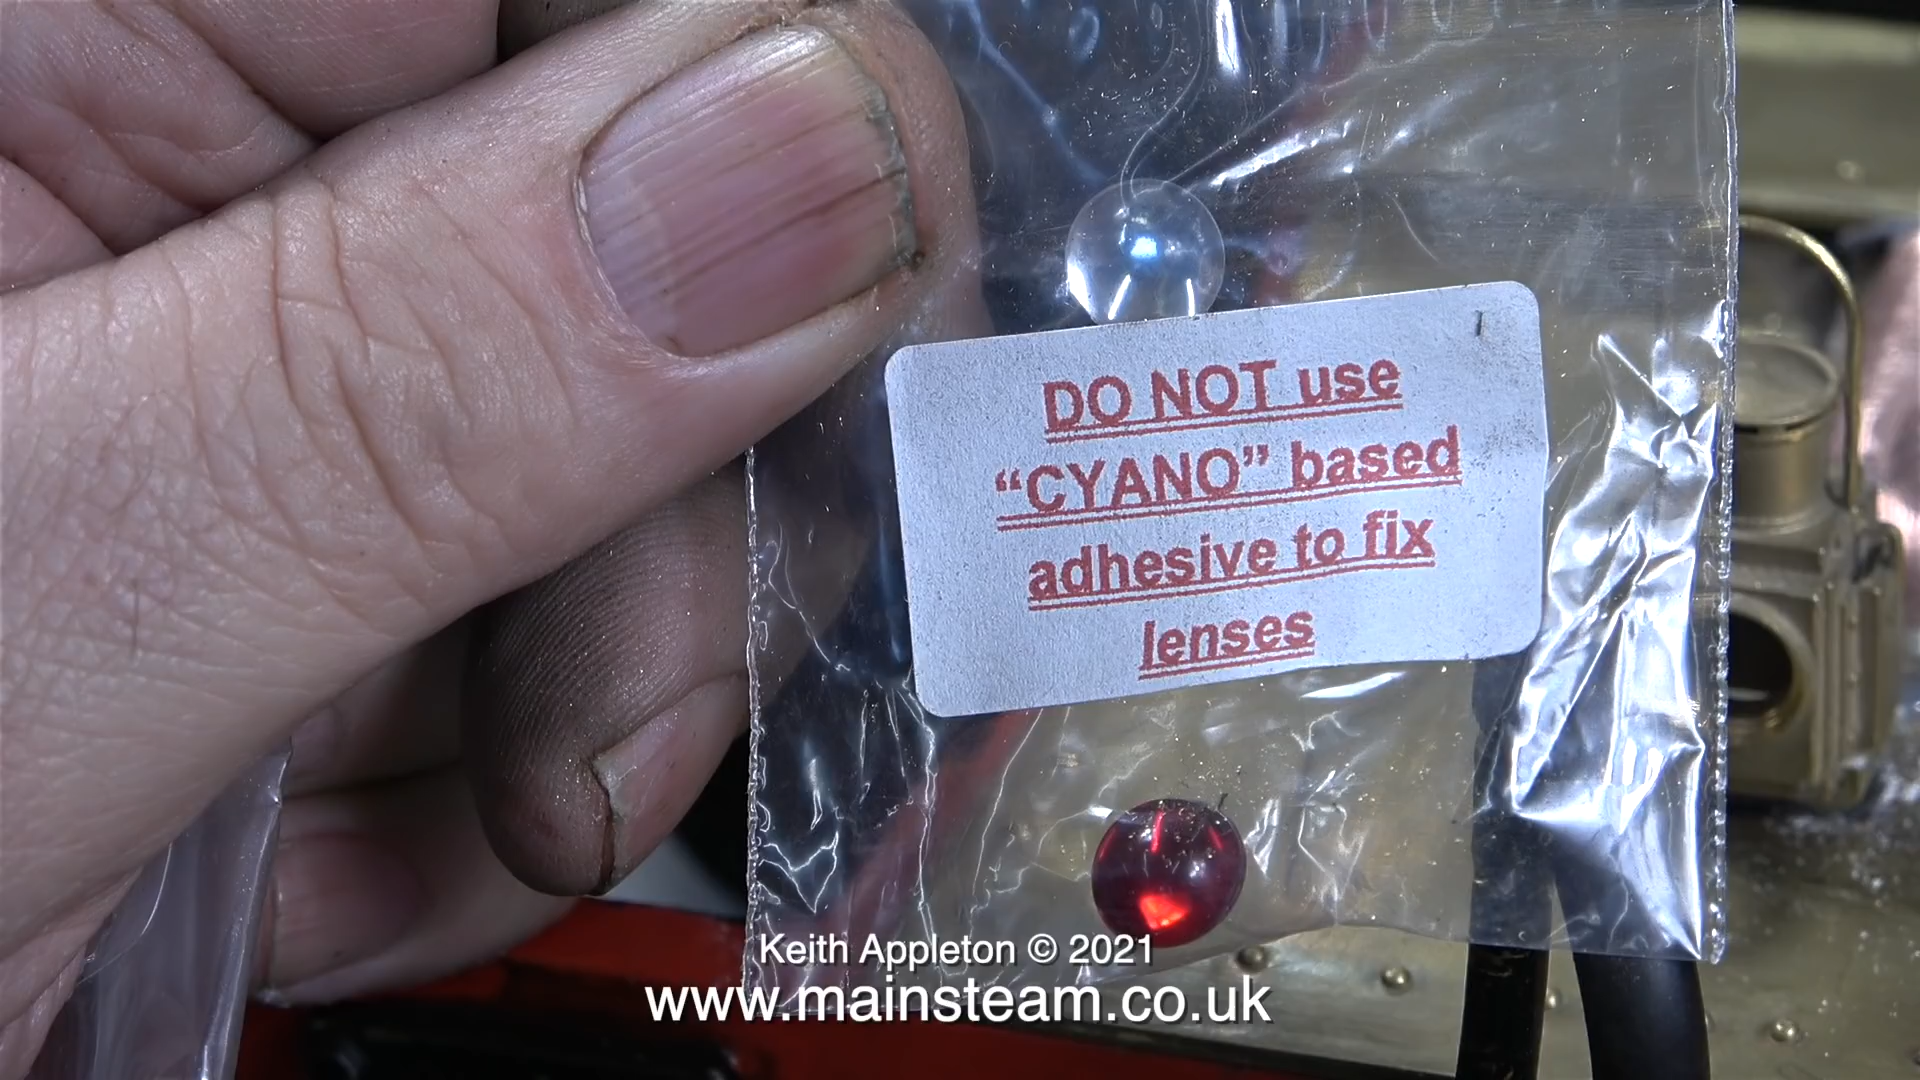 DO NOT use
“CYANO” based
adhesive to fix
lenses
Keith Appleton © 2021
www.mainsteam.co.uk